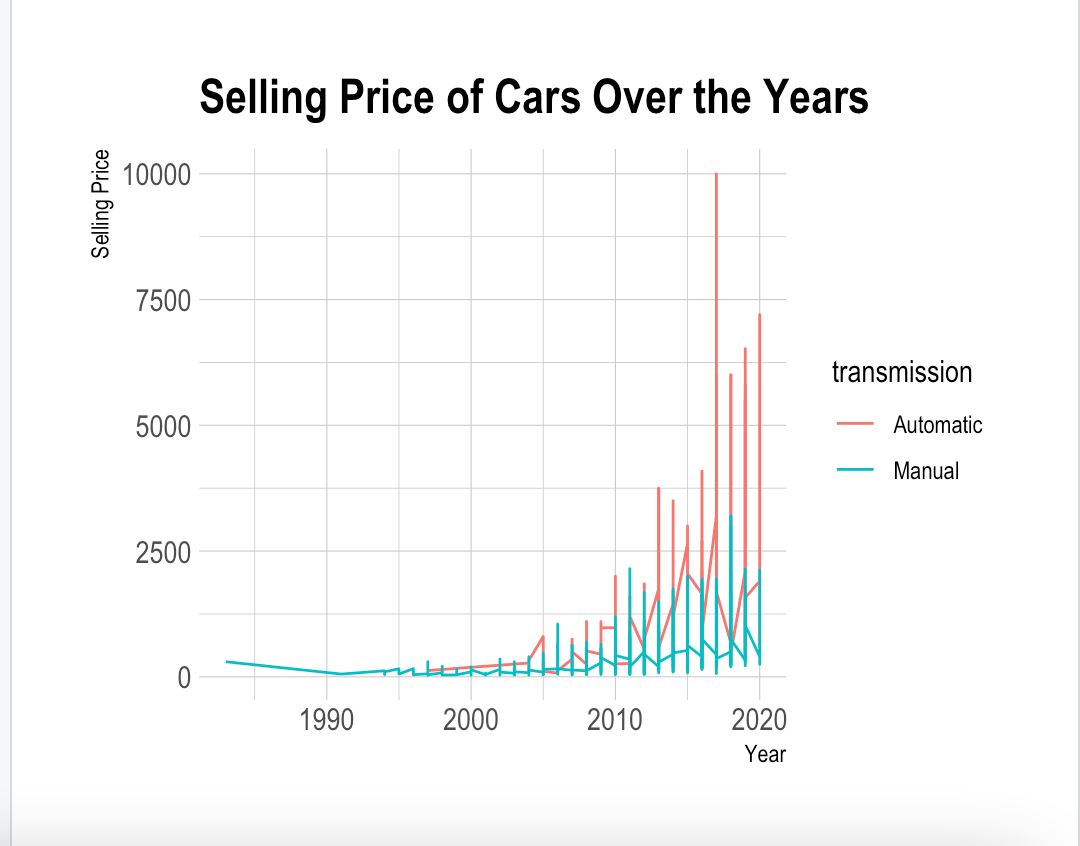 Selling Price of Cars Over the Years
Selling Price
10000
7500
5000
2500
0
1990 2000 2010 2020
Year
transmission
Automatic
Manual